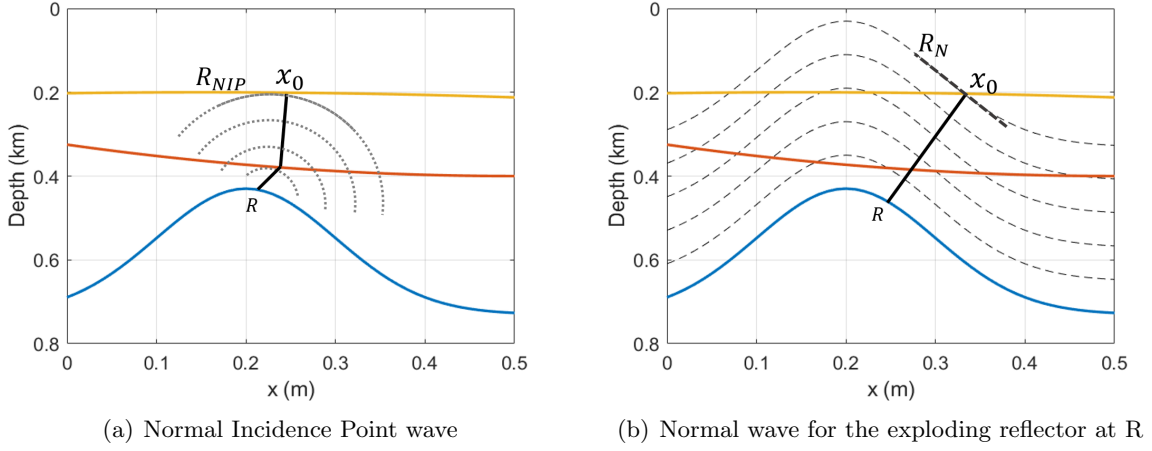 0
0.2
0.4
0.6
0.8
Depth (km)
0
0.1
0.2
0.3
0.4
0.5
x (m)
R_NIP
x_0
R
(a) Normal Incidence Point wave
0
0.2
0.4
0.6
0.8
Depth (km)
0
0.1
0.2
0.3
0.4
0.5
x (m)
R_N
x_0
R
(b) Normal wave for the exploding reflector at R